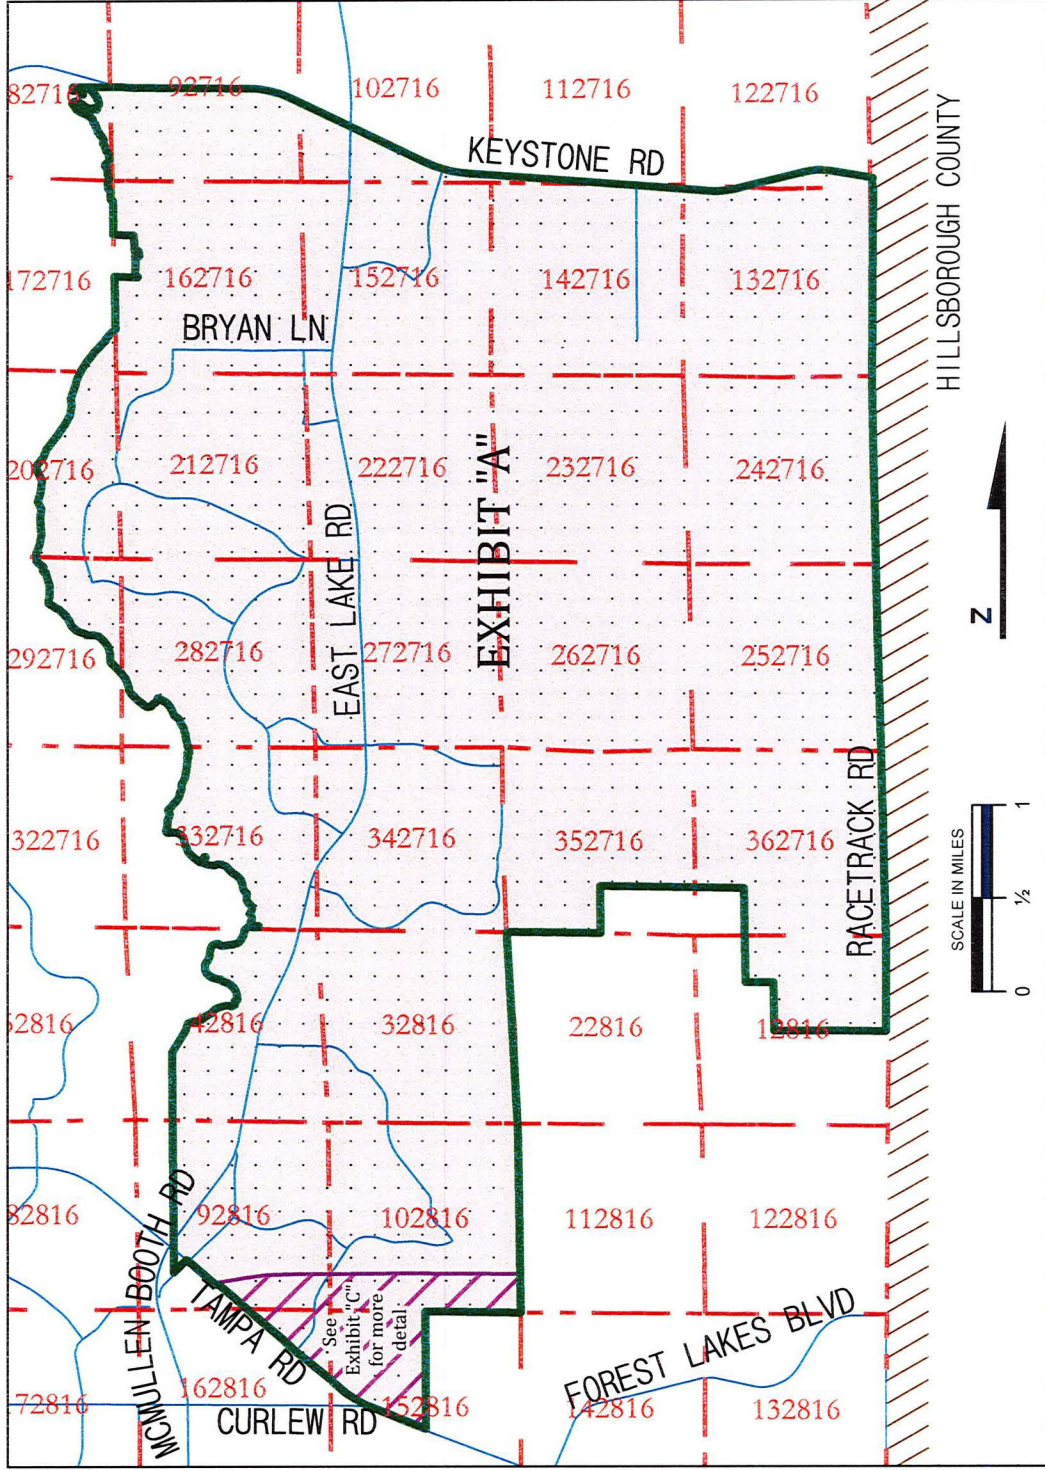 82716
92716
102716
112716
122716
KEYSTONE RD
HILLSBOROUGH COUNTY
172716
162716
152716
142716
132716
BRYAN LN
202716
212716
222716
232716
242716
EAST LAKE RD
EXHIBIT "A"
N
292716
282716
272716
262716
252716
322716
332716
342716
352716
362716
RACETRACK RD
SCALE IN MILES
0
½
1
52816
42816
32816
22816
12816
82816
92816
102816
112816
122816
MCMULLEN BOOTH RD
TAMPA RD
See
Exhibit "C"
for more
detal
FOREST LAKES BLVD
72816
162816
152816
142816
132816
CURLEW RD